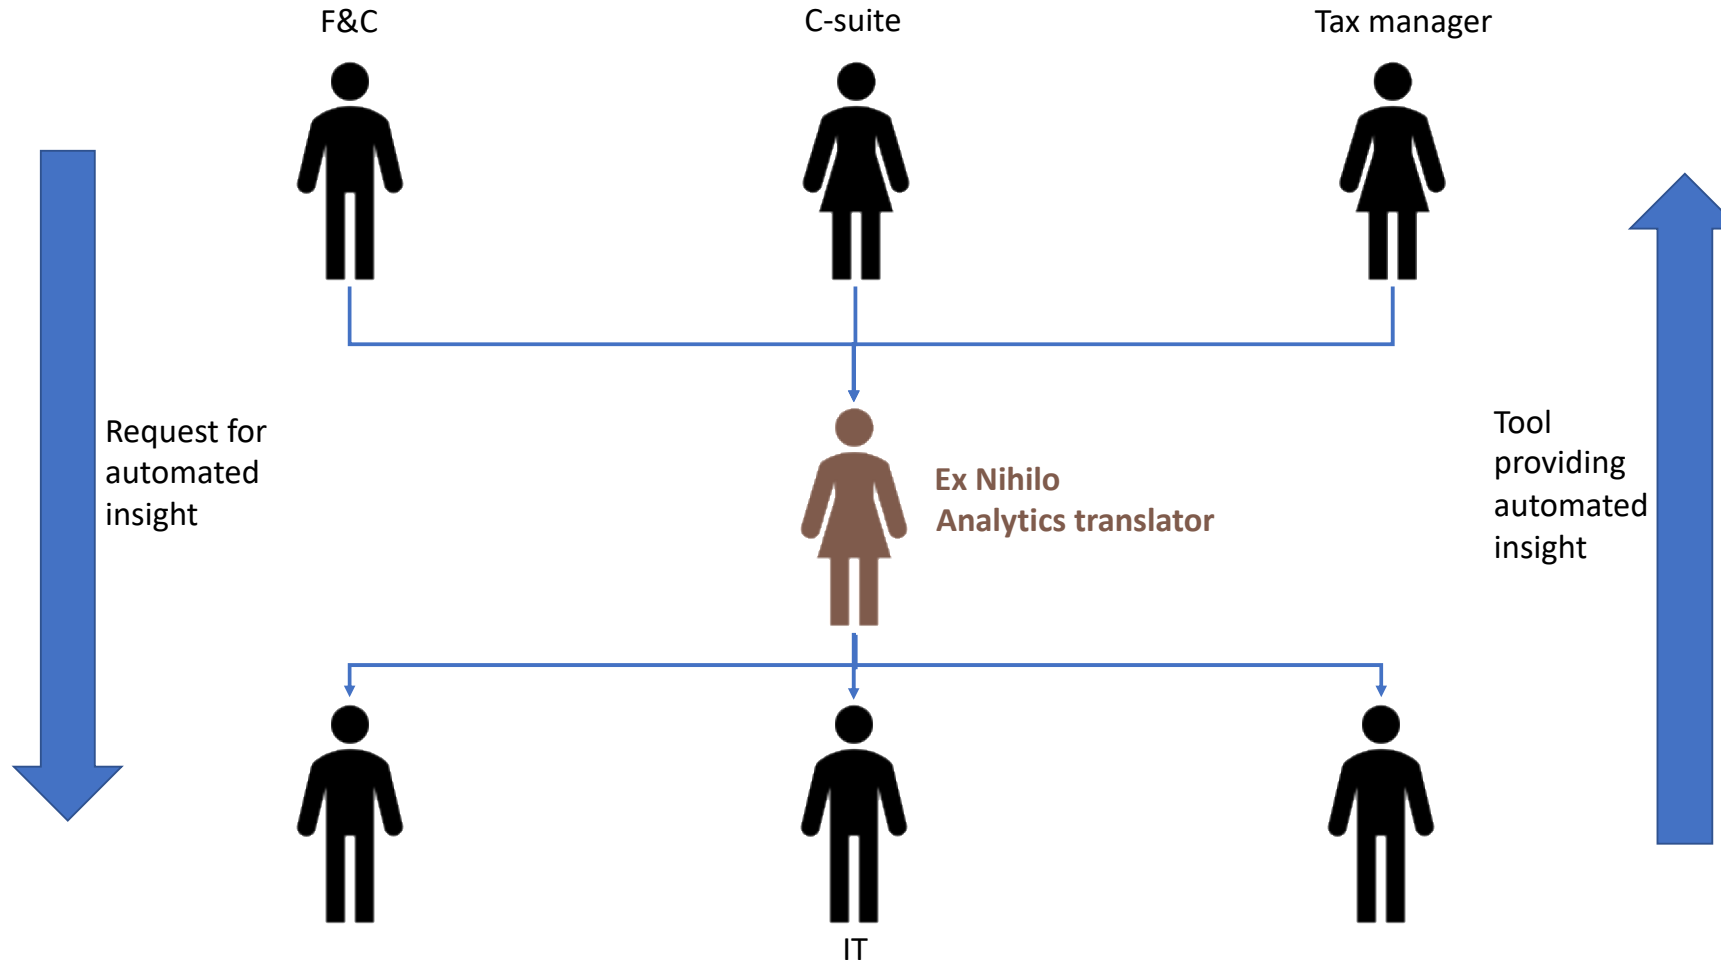 F&C
C-suite
Tax manager
Request for
automated
insight
Ex Nihilo
Analytics translator
Tool
providing
automated
insight
IT